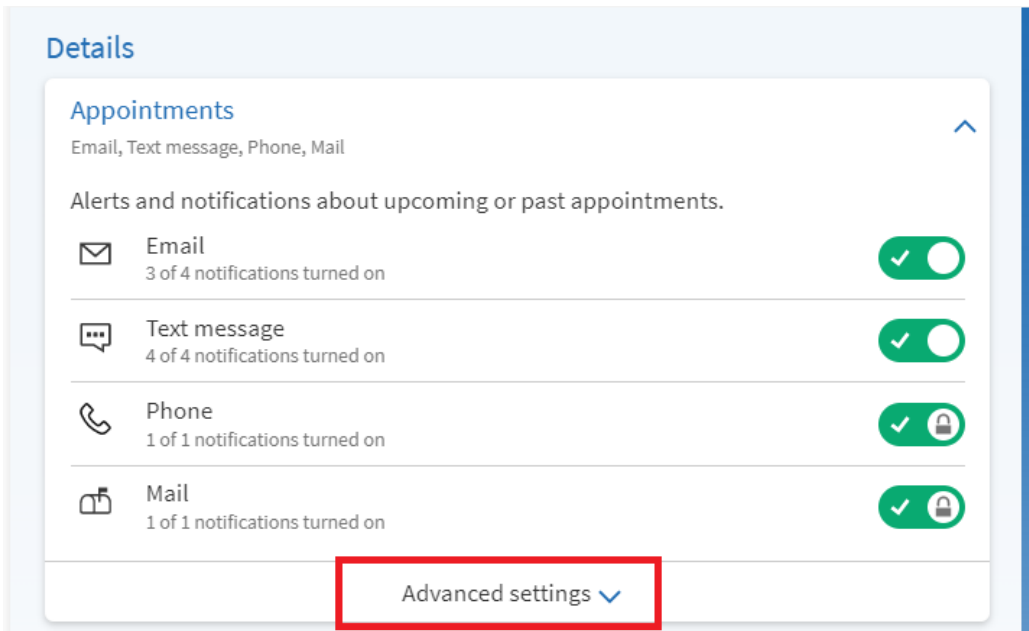 Details
Appointments
Email, Text message, Phone, Mail
Alerts and notifications about upcoming or past appointments.
Email
3 of 4 notifications turned on
Text message
4 of 4 notifications turned on
Phone
1 of 1 notifications turned on
Mail
1 of 1 notifications turned on
Advanced settings